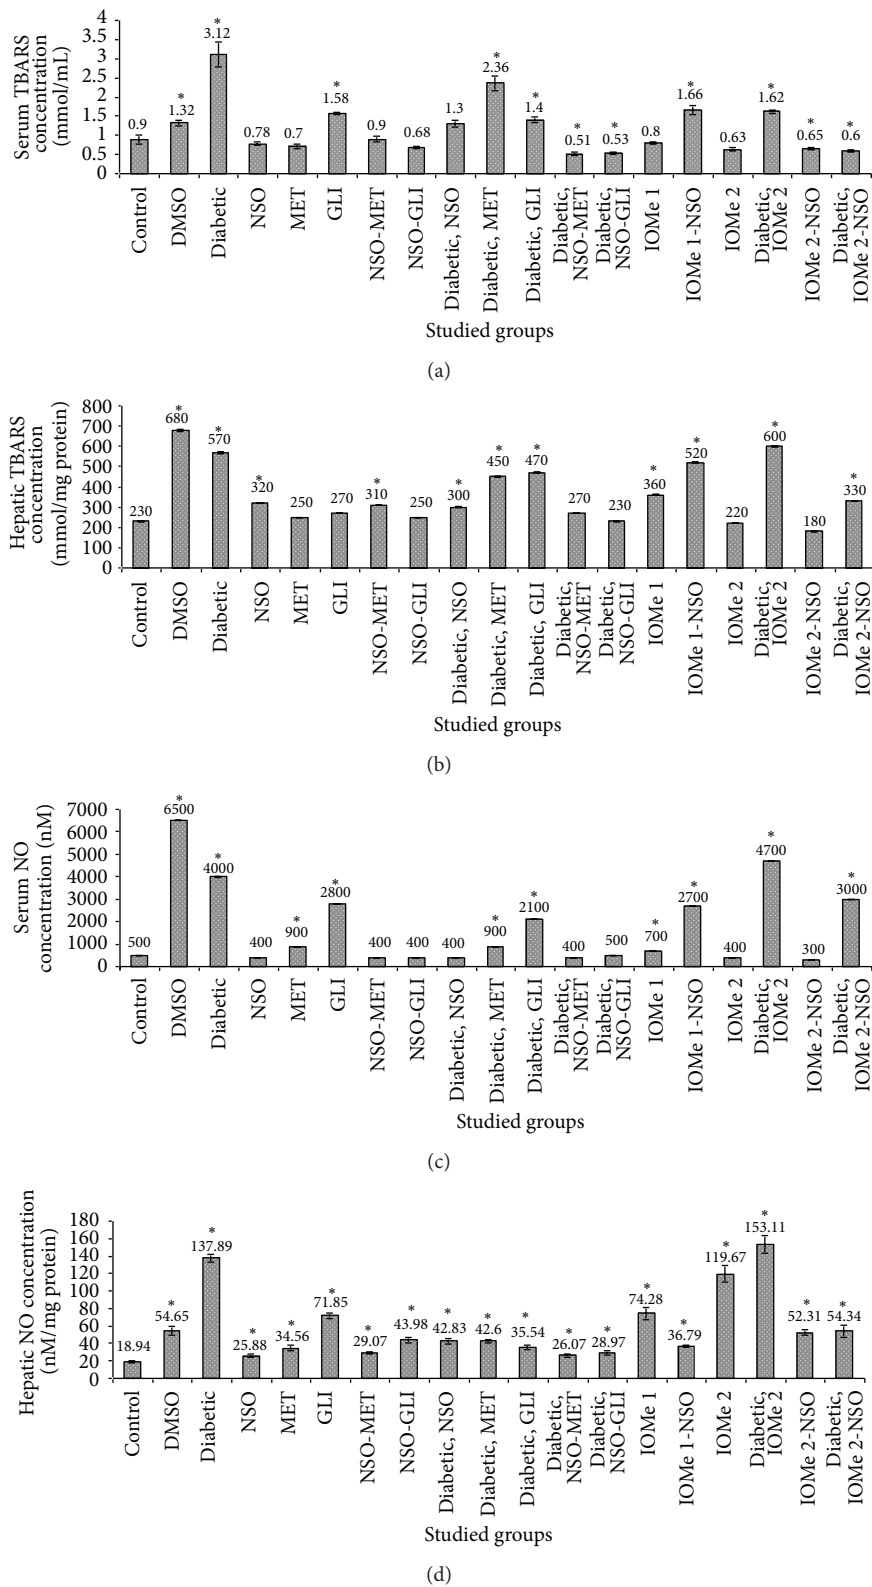 Serum TBARS
concentration
(mmol/mL)
4
3.5
3
2.5
2
1.5
1
0.5
0
0.9
*
1.32
*
3.12
0.78
0.7
*
1.58
0.9
0.68
1.3
*
2.36
*
1.4
*
0.51
*
0.53
0.8
*
1.66
0.63
*
1.62
*
0.65
*
0.6
Control
DMSO
Diabetic
NSO
MET
GLI
NSO-MET
NSO-GLI
Diabetic, NSO
Diabetic, MET
Diabetic, GLI
Diabetic,
NSO-MET
Diabetic,
NSO-GLI
IOMe 1
IOMe 1-NSO
IOMe 2
Diabetic,
IOMe 2
IOMe 2-NSO
Diabetic,
IOMe 2-NSO
Studied groups
(a)
Hepatic TBARS
concentration
(mmol/mg protein)
800
700
600
500
400
300
200
100
0
230
*
680
*
570
*
320
250
270
*
310
250
*
300
*
450
*
470
270
230
*
360
*
520
220
*
600
180
*
330
Control
DMSO
Diabetic
NSO
MET
GLI
NSO-MET
NSO-GLI
Diabetic, NSO
Diabetic, MET
Diabetic, GLI
Diabetic,
NSO-MET
Diabetic,
NSO-GLI
IOMe 1
IOMe 1-NSO
IOMe 2
Diabetic,
IOMe 2
IOMe 2-NSO
Diabetic,
IOMe 2-NSO
Studied groups
(b)
Serum NO
concentration (nM)
7000
6000
5000
4000
3000
2000
1000
0
500
*
6500
*
4000
400
*
900
*
2800
400
400
400
*
900
*
2100
400
500
*
700
*
2700
400
*
4700
300
*
3000
Control
DMSO
Diabetic
NSO
MET
GLI
NSO-MET
NSO-GLI
Diabetic, NSO
Diabetic, MET
Diabetic, GLI
Diabetic,
NSO-MET
Diabetic,
NSO-GLI
IOMe 1
IOMe 1-NSO
IOMe 2
Diabetic,
IOMe 2
IOMe 2-NSO
Diabetic,
IOMe 2-NSO
Studied groups
(c)
Hepatic NO concentration
(nM/mg protein)
180
160
140
120
100
80
60
40
20
0
18.94
*
54.65
*
137.89
*
25.88
*
34.56
*
71.85
*
29.07
*
43.98
*
42.83
*
42.6
*
35.54
*
26.07
*
28.97
*
74.28
*
36.79
*
119.67
*
153.11
*
52.31
*
54.34
Control
DMSO
Diabetic
NSO
MET
GLI
NSO-MET
NSO-GLI
Diabetic, NSO
Diabetic, MET
Diabetic, GLI
Diabetic,
NSO-MET
Diabetic,
NSO-GLI
IOMe 1
IOMe 1-NSO
IOMe 2
Diabetic,
IOMe 2
IOMe 2-NSO
Diabetic,
IOMe 2-NSO
Studied groups
(d)